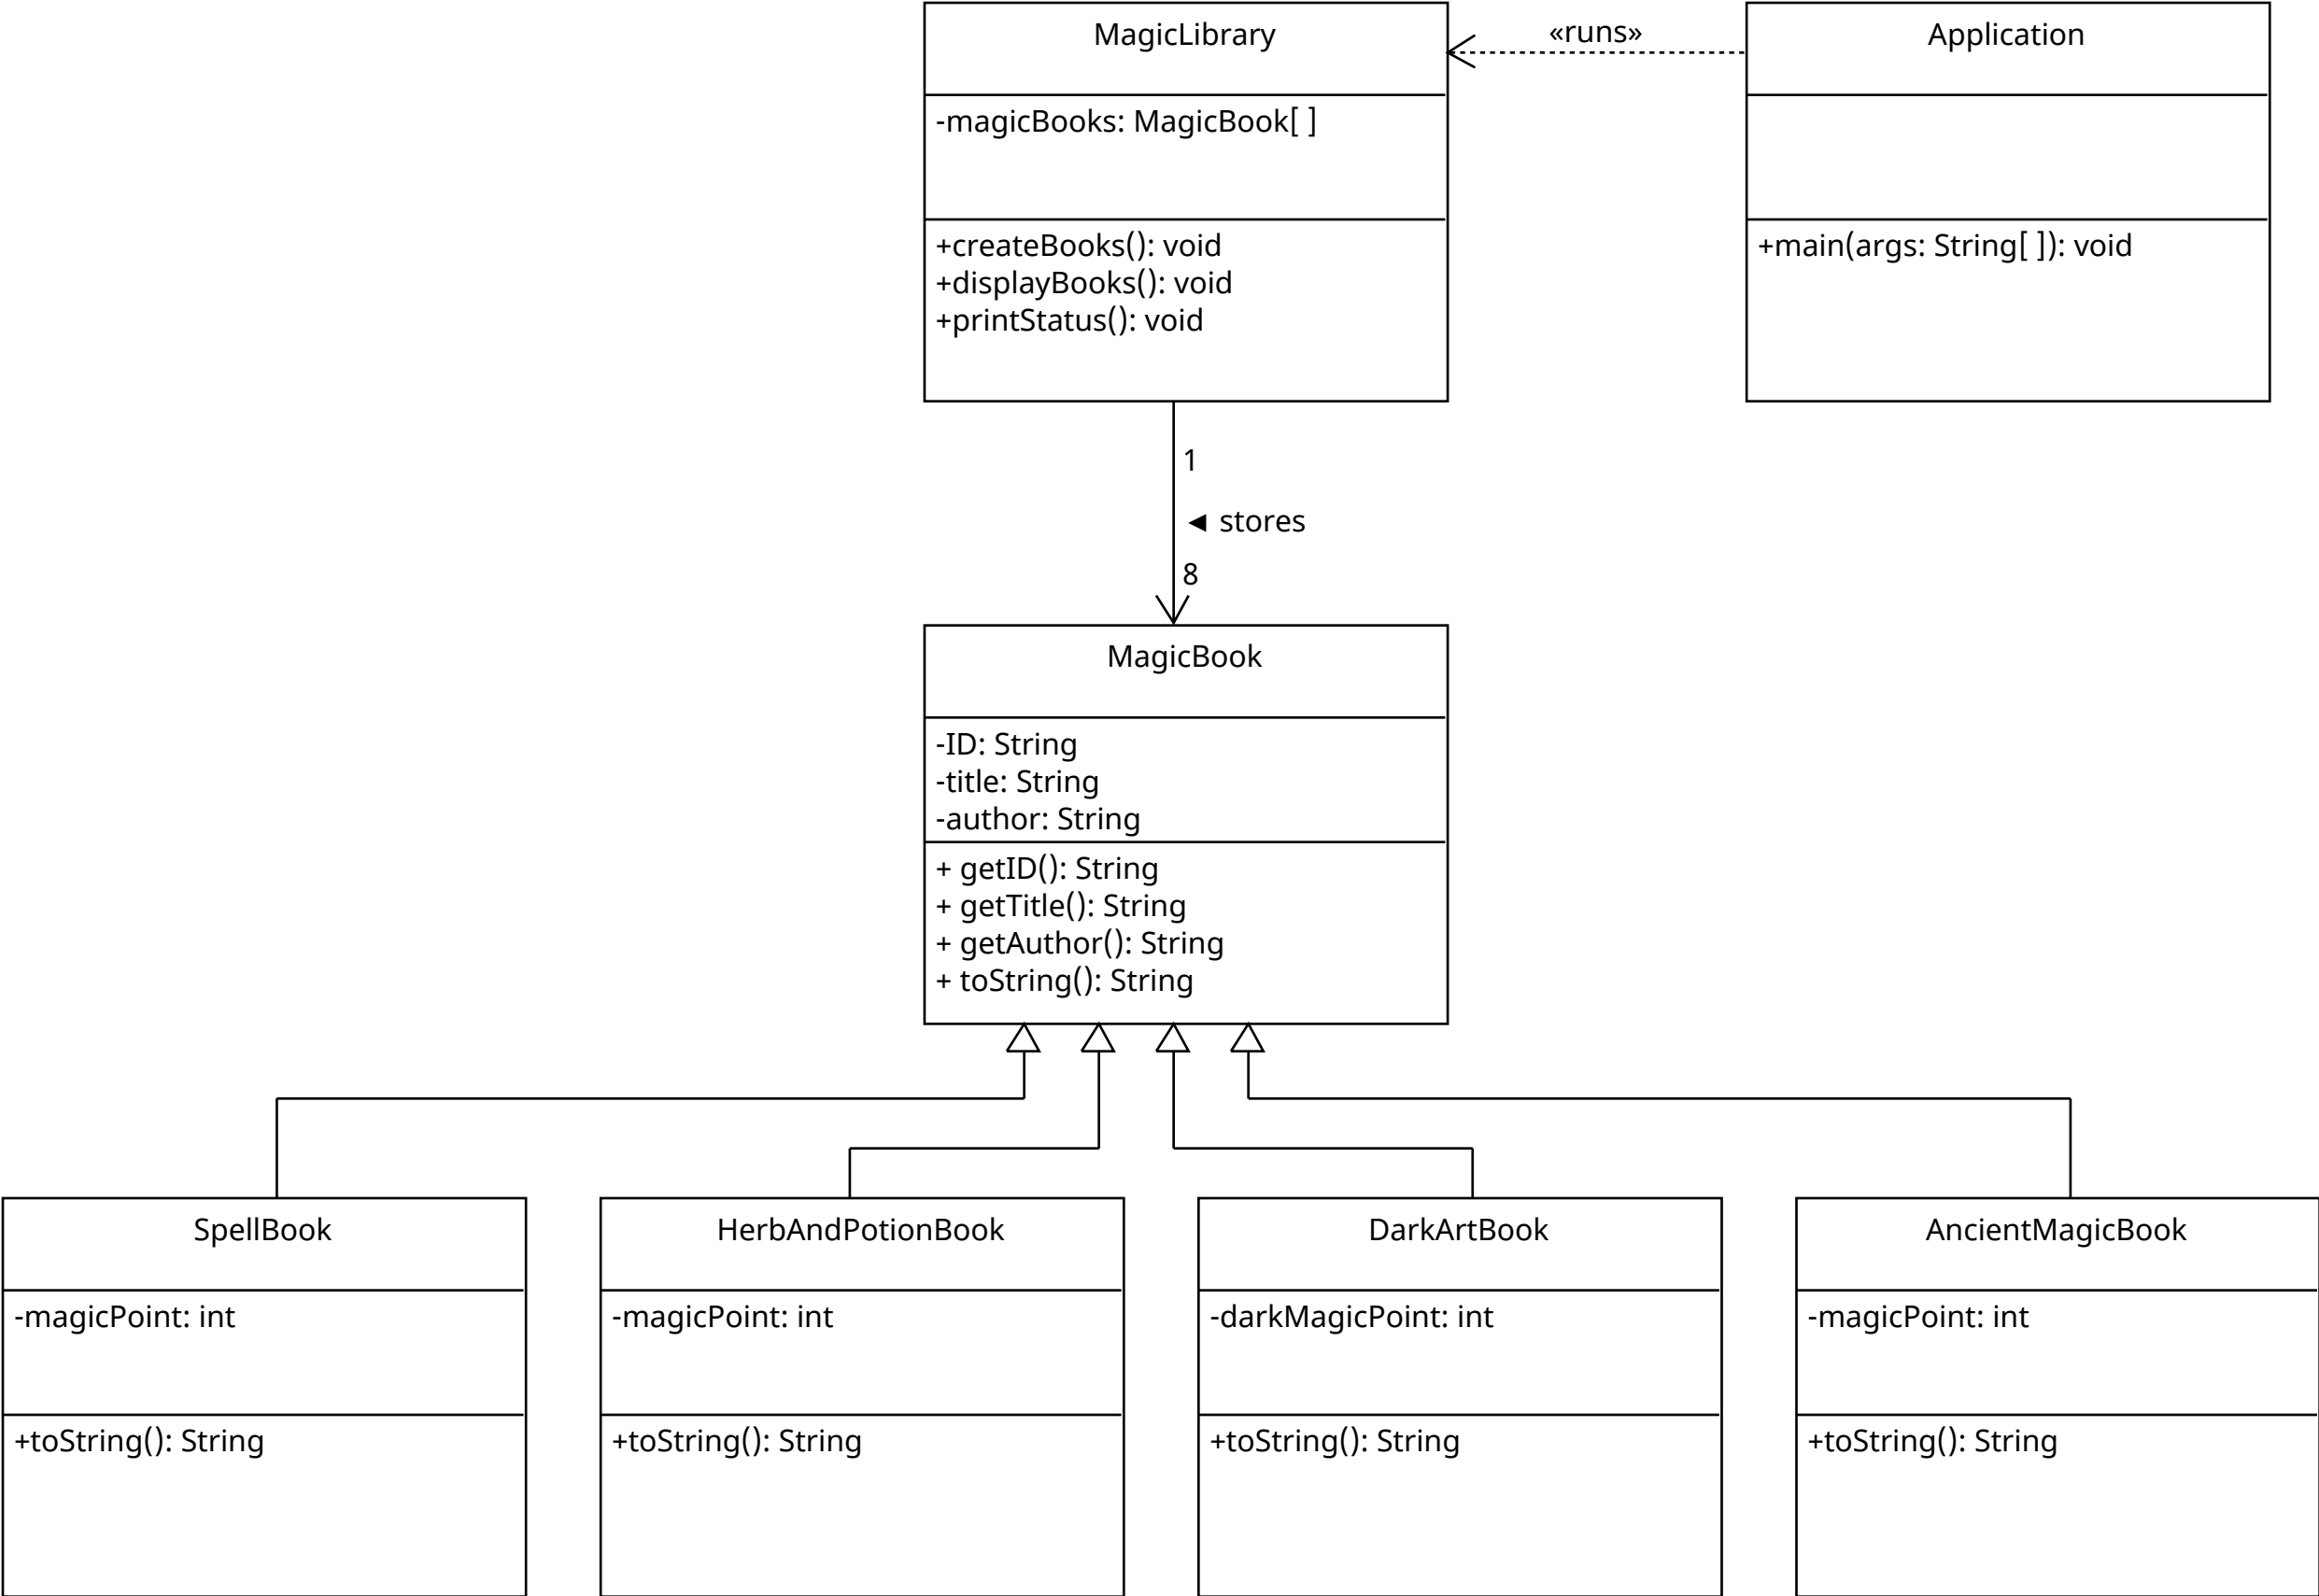 MagicLibrary
-magicBooks: MagicBook[ ]
+createBooks(): void
+displayBooks(): void
+printStatus(): void
«runs»
Application
+main(args: String[ ]): void
1
◄ stores
8
MagicBook
-ID: String
-title: String
-author: String
+ getID(): String
+ getTitle(): String
+ getAuthor(): String
+ toString(): String
SpellBook
-magicPoint: int
+toString(): String
HerbAndPotionBook
-magicPoint: int
+toString(): String
DarkArtBook
-darkMagicPoint: int
+toString(): String
AncientMagicBook
-magicPoint: int
+toString(): String